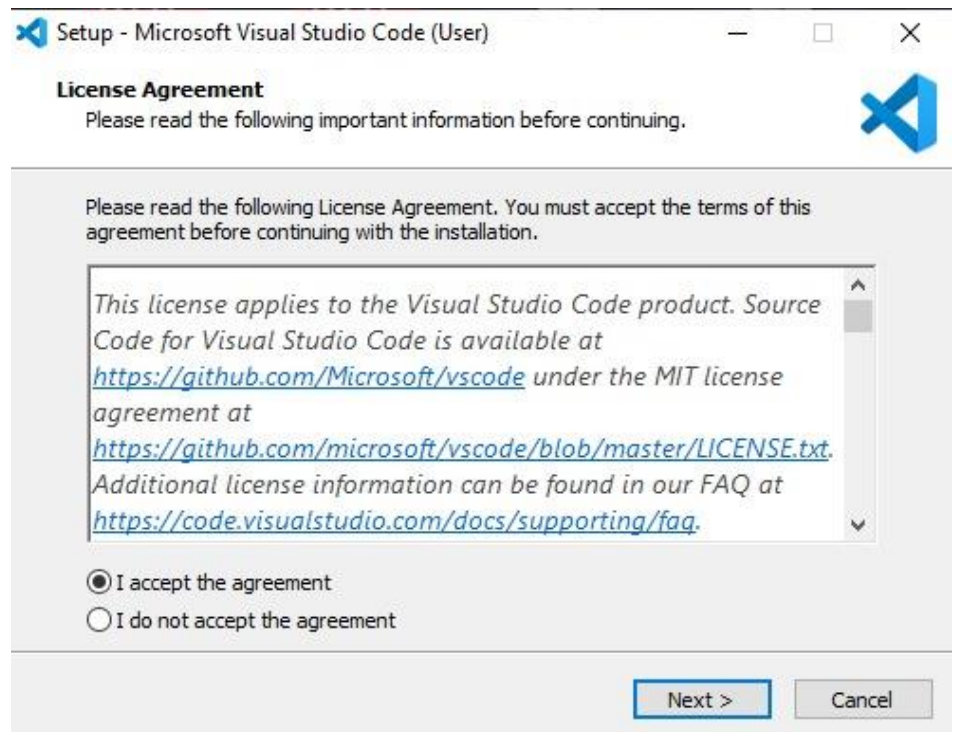 Setup - Microsoft Visual Studio Code (User)
License Agreement
Please read the following important information before continuing.
Please read the following License Agreement. You must accept the terms of this
agreement before continuing with the installation.
This license applies to the Visual Studio Code product. Source
Code for Visual Studio Code is available at
https://github.com/Microsoft/vscode under the MIT license
agreement at
https://github.com/microsoft/vscode/blob/master/LICENSE.txt.
Additional license information can be found in our FAQ at
https://code.visualstudio.com/docs/supporting/faq.
I accept the agreement
I do not accept the agreement
Next >
Cancel